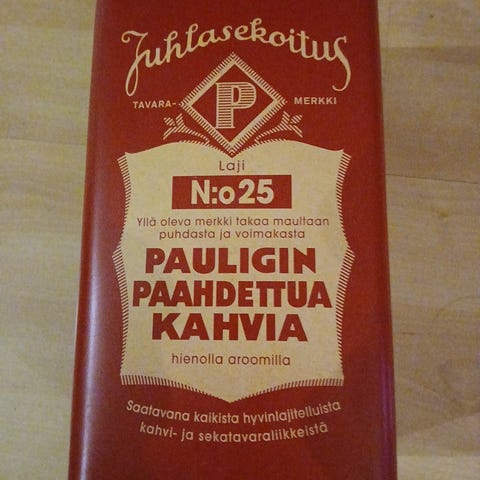 Juhlasekoitus
TAVARA- P MERKKI
Laji
N:o 25
Yllä oleva merkki takaa maultaan
puhdasta ja voimakasta
PAULIGIN
PAAHDETTUA
KAHVIA
hienolla aroomilla
Saatavana kaikista hyvinlajitelluista
kahvi- ja sekatavaraliikkeistä